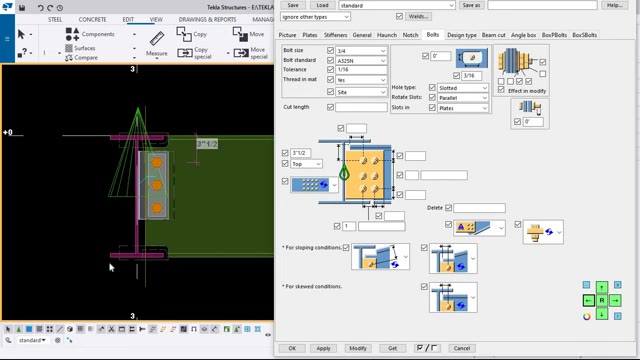 Tekla Structures - E:\TEKLA
STEEL
CONCRETE
EDIT
VIEW
DRAWINGS & REPORTS
MANAGE
Components
Surfaces
Compare
Copy
Copy special
Move
Move special
3
+0
3"1/2
3
standard
Save
Load
standard
Save as
Help...
ignore other types
Welds...
Picture
Plates
Stiffeners
General
Haunch
Notch
Bolts
Design type
Beam cut
Angle box
BoxPBolts
BoxSBolts
Bolt size
3/4
Bolt standard
A325N
Tolerance
1/16
Thread in mat
Yes
Site
Cut length
0"
3/16
Hole type:
Slotted
Rotate Slots:
Parallel
Slots in
Plates
Effect in modify
0"
3"1/2
Top
1
Delete
* For sloping conditions:
* For skewed conditions:
R
OK
Apply
Modify
Get
Cancel